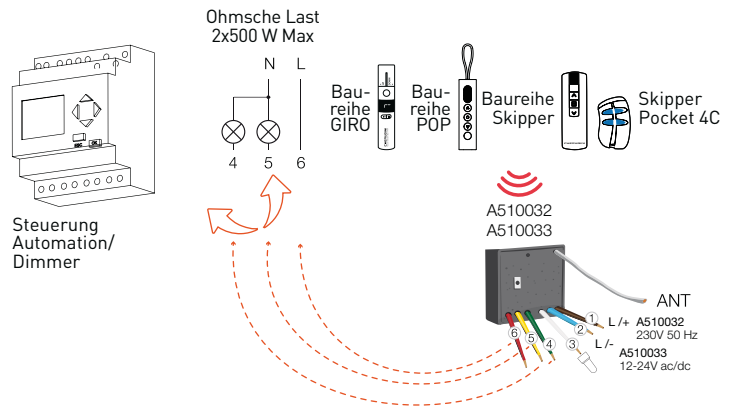 Ohmsche Last
2x500 W Max
N L
4 5 6
Steuerung
Automation/
Dimmer
ESC OK
Bau-
reihe
GIRO
Bau-
reihe
POP
Baureihe
Skipper
Skipper
Pocket 4C
A510032
A510033
ANT
1
2
3
4
5
6
L /+ A510032
230V 50 Hz
L /-
A510033
12-24V ac/dc